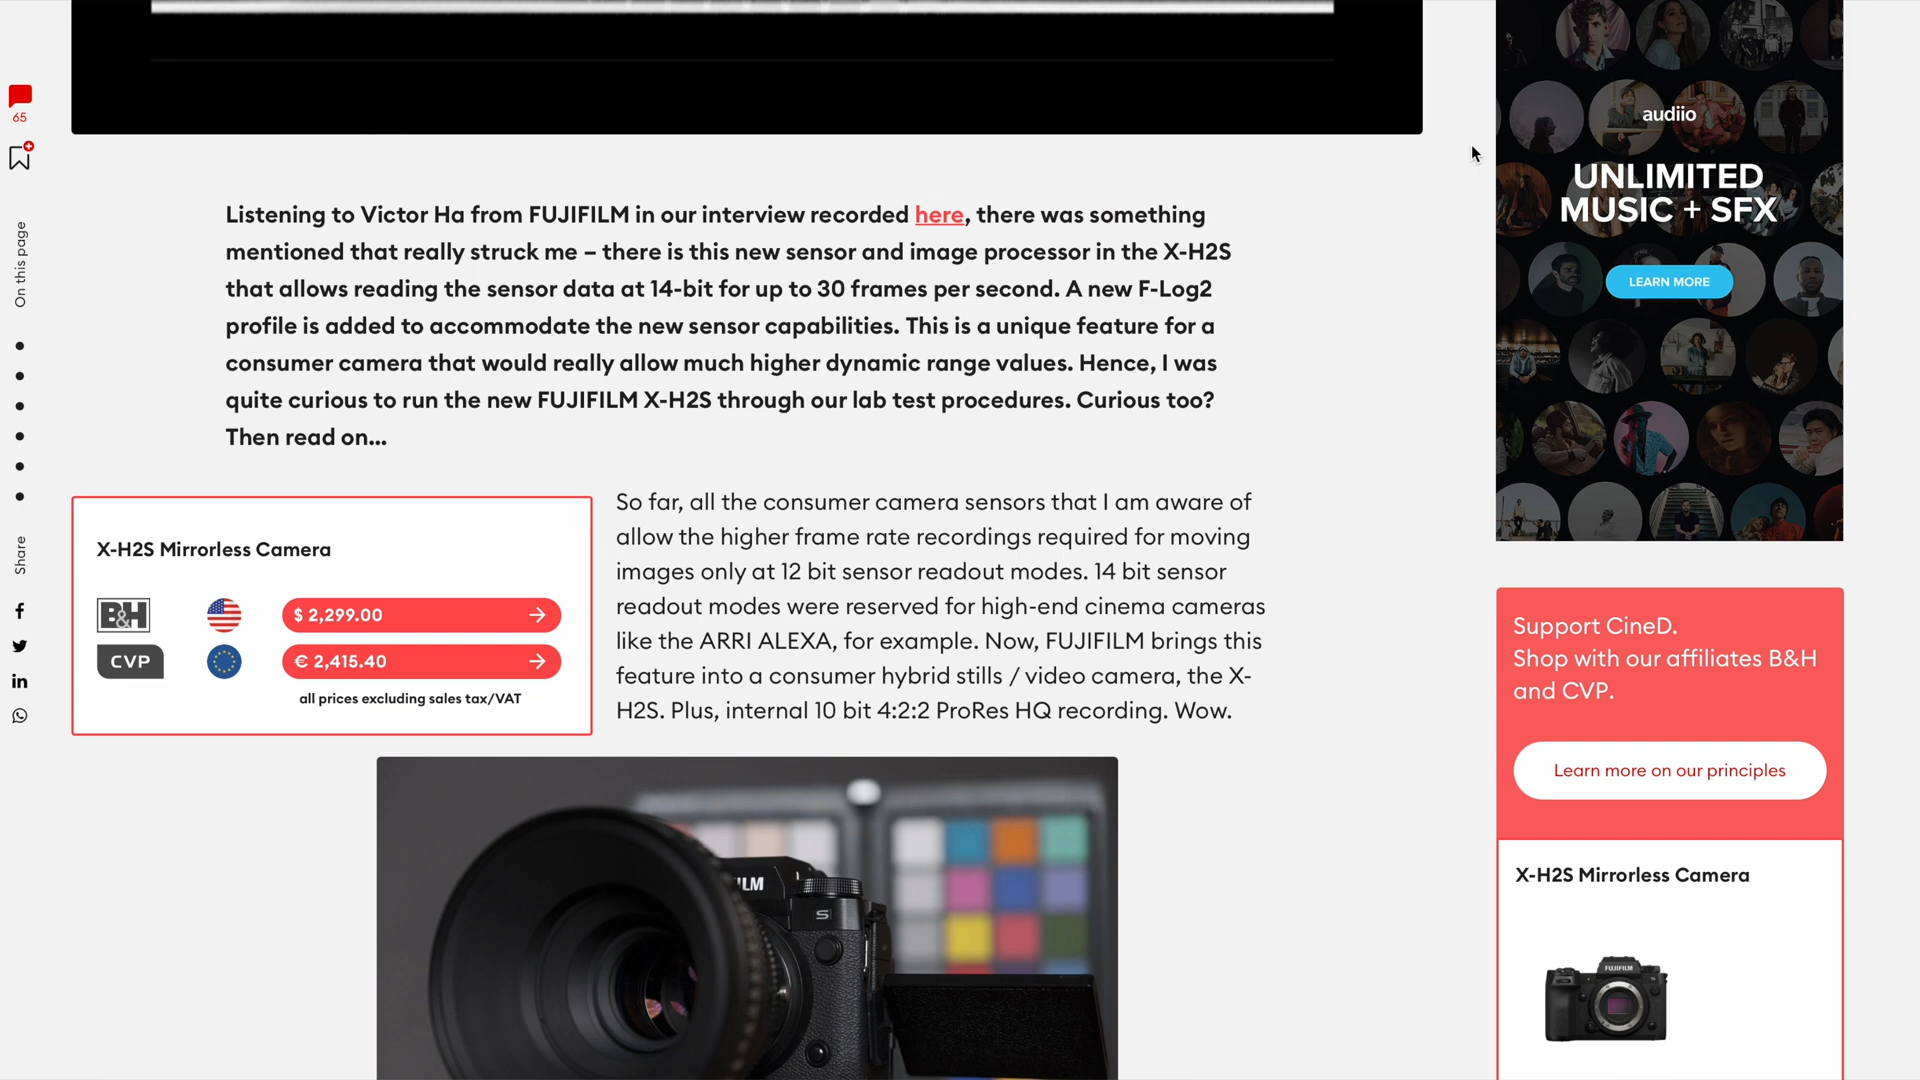 65
On this page
Share
Listening to Victor Ha from FUJIFILM in our interview recorded here, there was something
mentioned that really struck me – there is this new sensor and image processor in the X-H2S
that allows reading the sensor data at 14-bit for up to 30 frames per second. A new F-Log2
profile is added to accommodate the new sensor capabilities. This is a unique feature for a
consumer camera that would really allow much higher dynamic range values. Hence, I was
quite curious to run the new FUJIFILM X-H2S through our lab test procedures. Curious too?
Then read on...
X-H2S Mirrorless Camera
B&H
$ 2,299.00
CVP
€ 2,415.40
all prices excluding sales tax/VAT
So far, all the consumer camera sensors that I am aware of
allow the higher frame rate recordings required for moving
images only at 12 bit sensor readout modes. 14 bit sensor
readout modes were reserved for high-end cinema cameras
like the ARRI ALEXA, for example. Now, FUJIFILM brings this
feature into a consumer hybrid stills / video camera, the X-
H2S. Plus, internal 10 bit 4:2:2 ProRes HQ recording. Wow.
ILM
S
audiio
UNLIMITED
MUSIC + SFX
LEARN MORE
Support CineD.
Shop with our affiliates B&H
and CVP.
Learn more on our principles
X-H2S Mirrorless Camera
FUJIFILM